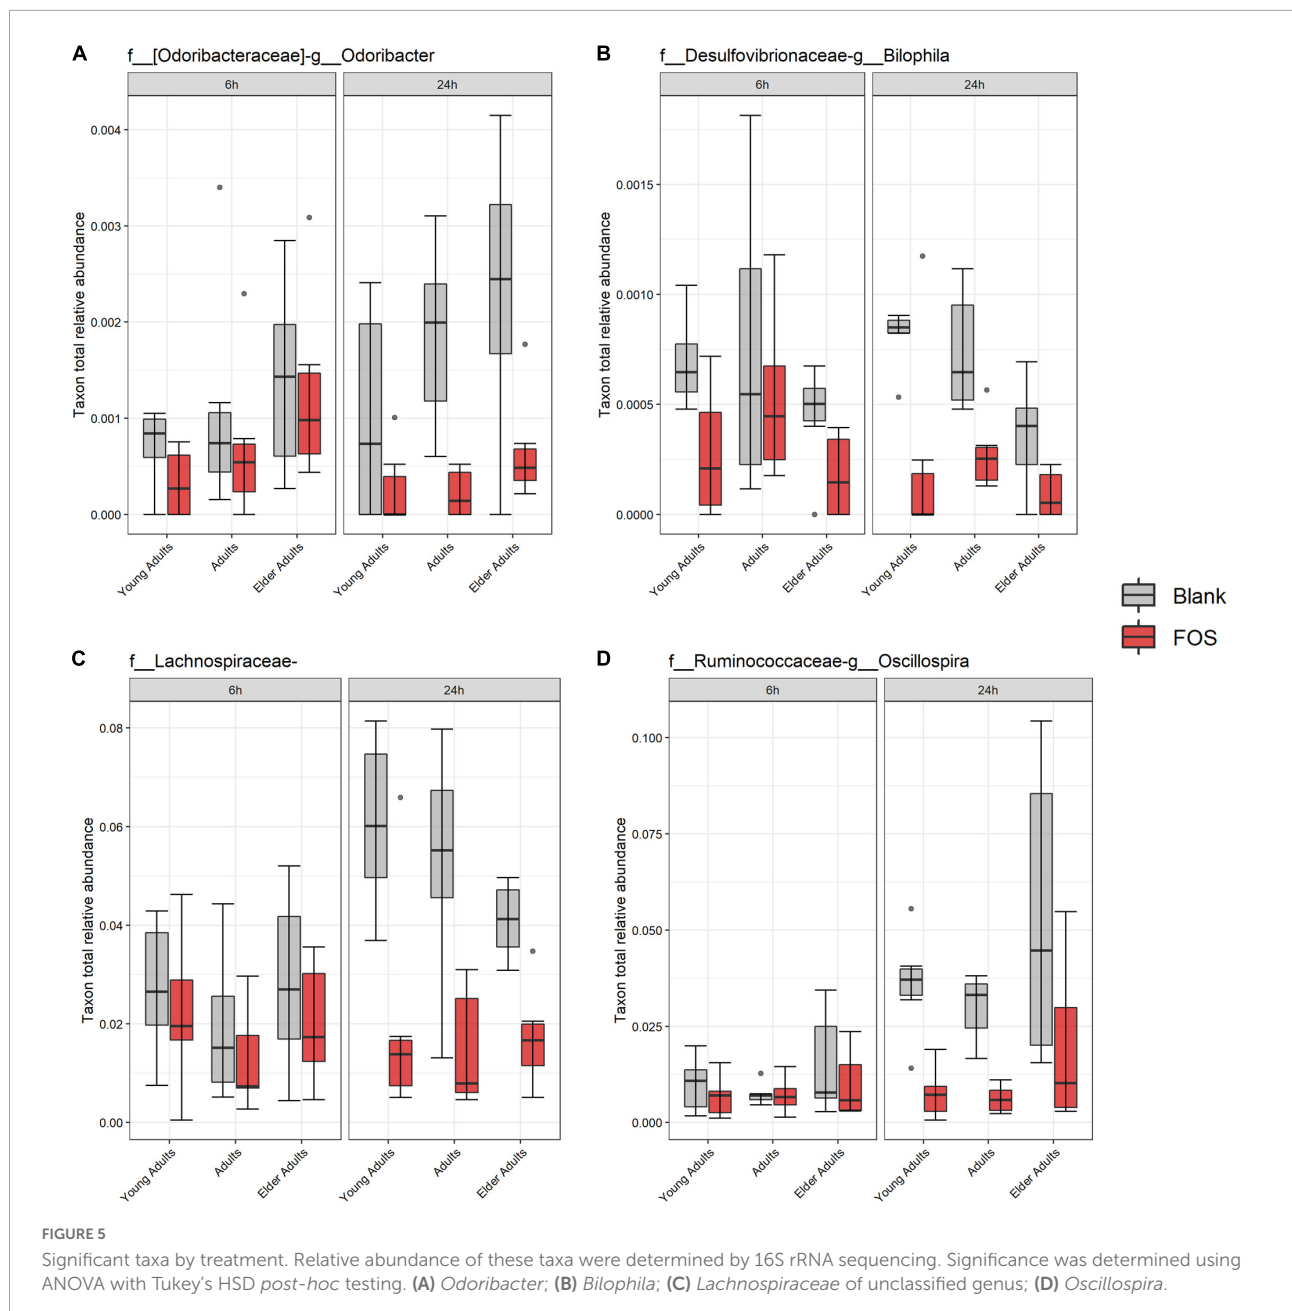 A
f__[Odoribacteraceae]-g__Odoribacter
6h
24h
Taxon total relative abundance
0.004
0.003
0.002
0.001
0.000
Young Adults
Adults
Elder Adults
Young Adults
Adults
Elder Adults
B
f__Desulfovibrionaceae-g__Bilophila
6h
24h
Taxon total relative abundance
0.0015
0.0010
0.0005
0.0000
Young Adults
Adults
Elder Adults
Young Adults
Adults
Elder Adults
Blank
FOS
C
f__Lachnospiraceae-
6h
24h
Taxon total relative abundance
0.08
0.06
0.04
0.02
0.00
Young Adults
Adults
Elder Adults
Young Adults
Adults
Elder Adults
D
f__Ruminococcaceae-g__Oscillospira
6h
24h
Taxon total relative abundance
0.100
0.075
0.050
0.025
0.000
Young Adults
Adults
Elder Adults
Young Adults
Adults
Elder Adults
FIGURE 5
Significant taxa by treatment. Relative abundance of these taxa were determined by 16S rRNA sequencing. Significance was determined using
ANOVA with Tukey's HSD post-hoc testing. (A) Odoribacter; (B) Bilophila; (C) Lachnospiraceae of unclassified genus; (D) Oscillospira.